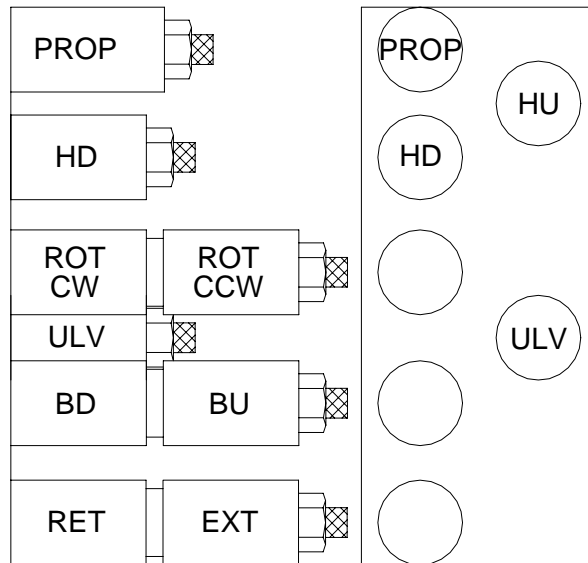 PROP
HD
ROT
CW
ROT
CCW
ULV
BD
BU
RET
EXT
PROP
HU
HD
ULV